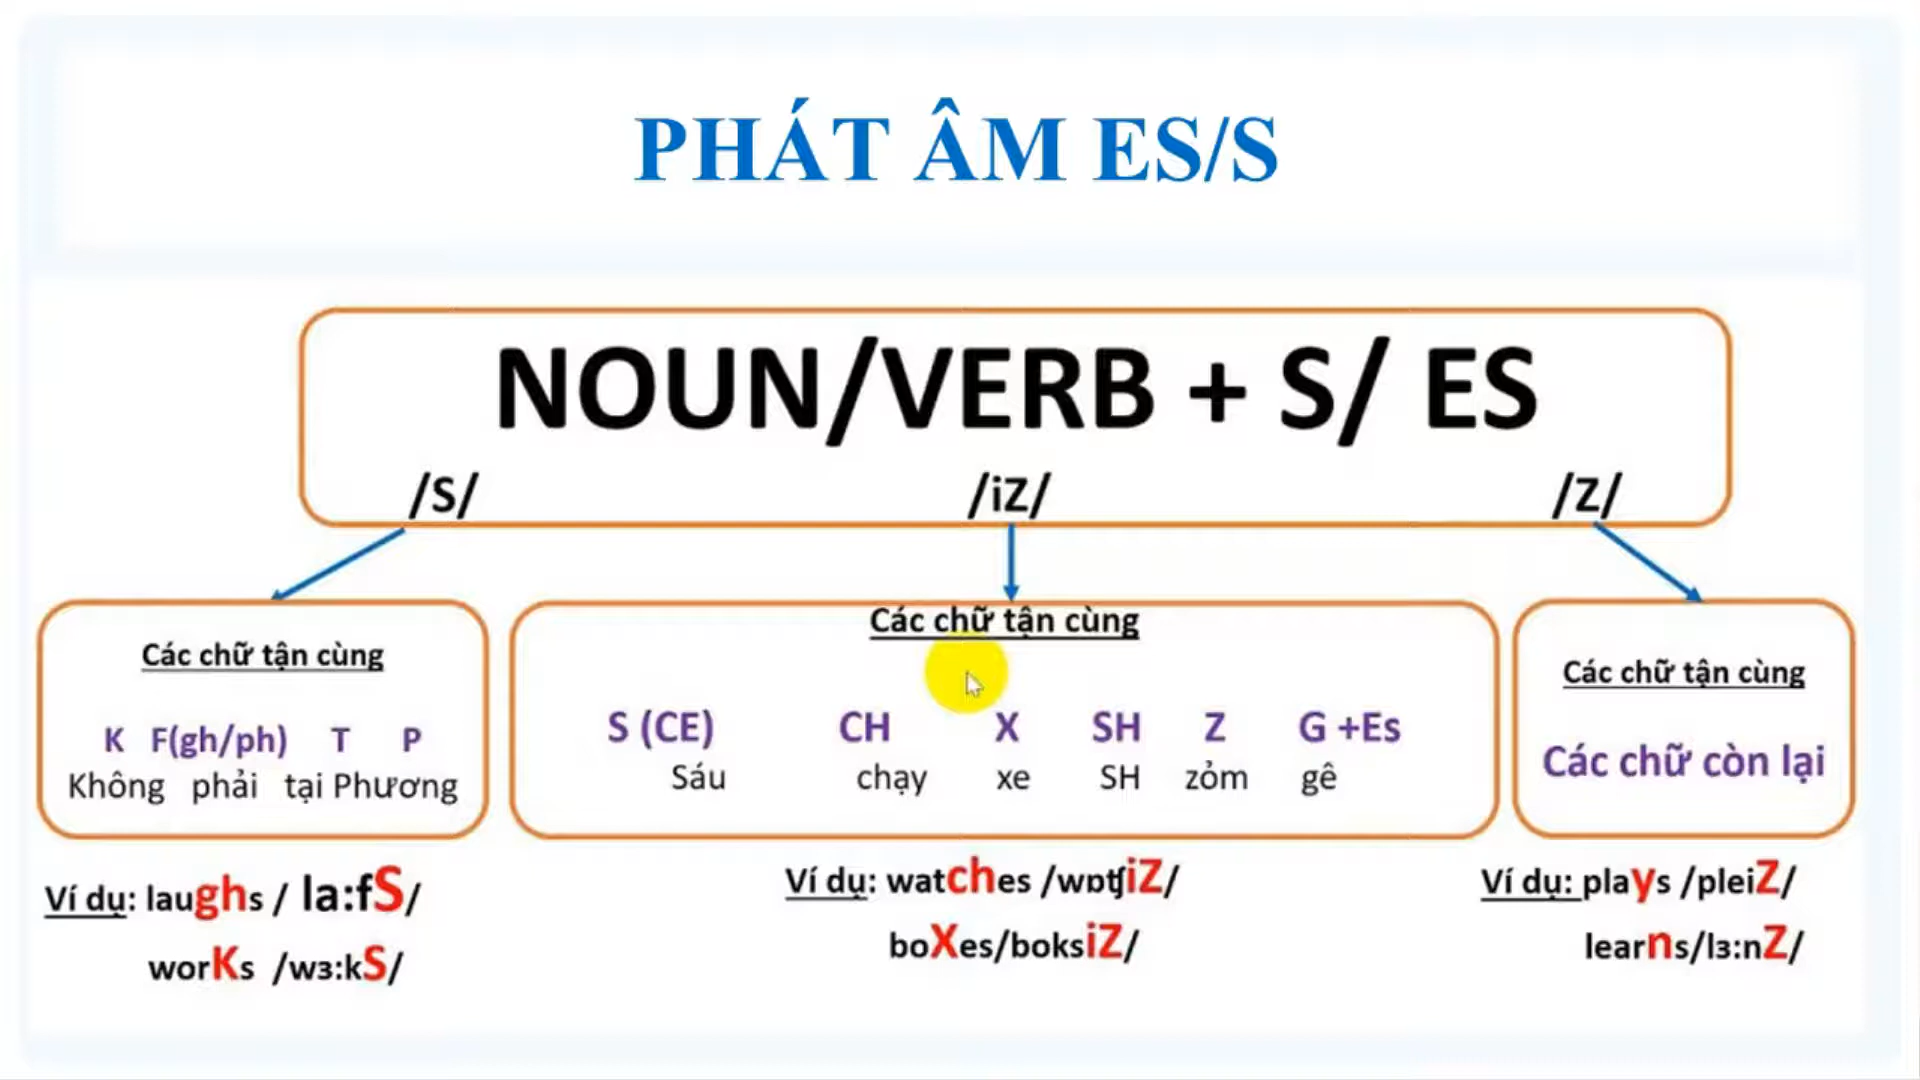 PHÁT ÂM ES/S
NOUN/VERB + S/ ES
/S/ /iZ/ /Z/
Các chữ tận cùng
K F(gh/ph) T P
Không phải tại Phương
Ví dụ: laughs / la:fS/
worKs /wɜ:kS/
Các chữ tận cùng
S (CE) CH X SH Z G +Es
Sáu chạy xe SH zỏm gê
Ví dụ: watches /wɒtʃiZ/
boXes/boksiZ/
Các chữ tận cùng
Các chữ còn lại
Ví dụ: plays /pleiZ/
learns/lɜ:nZ/